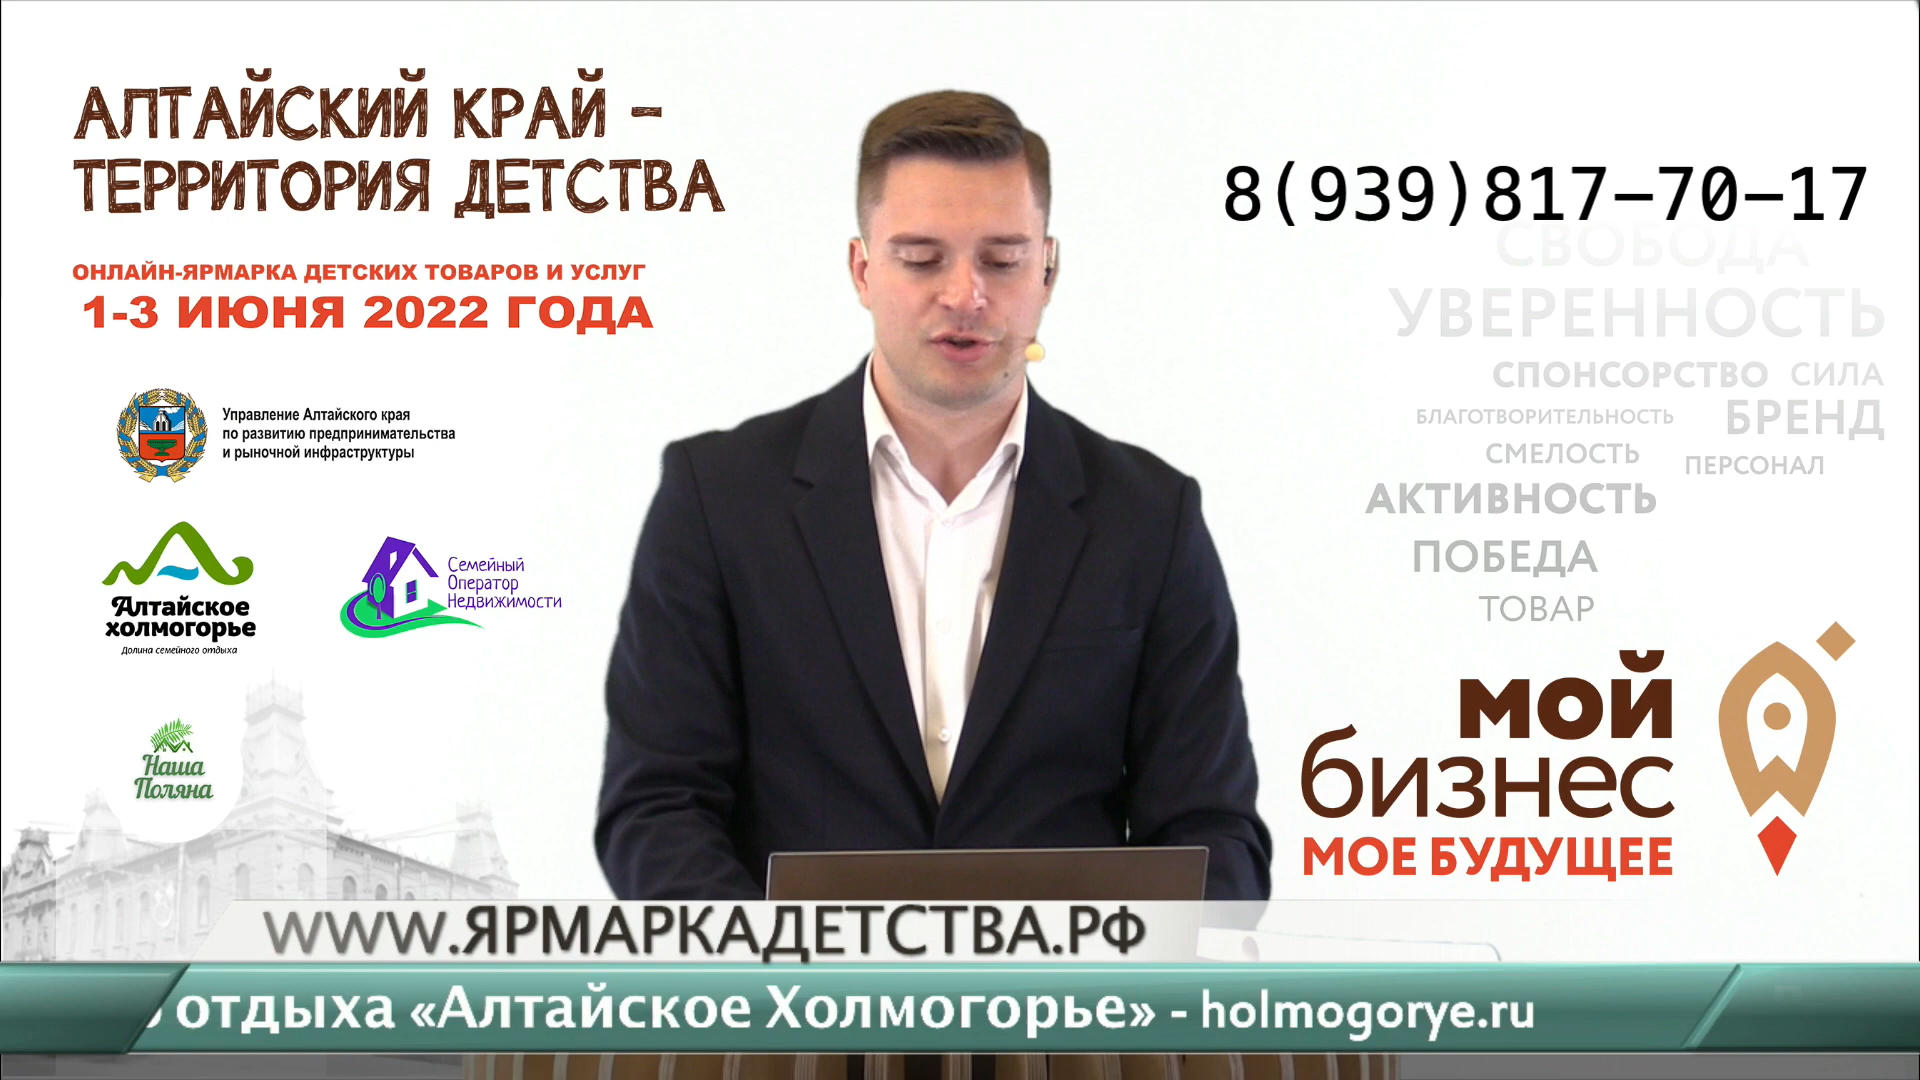 АЛТАЙСКИЙ КРАЙ -
ТЕРРИТОРИЯ ДЕТСТВА
ОНЛАЙН-ЯРМАРКА ДЕТСКИХ ТОВАРОВ И УСЛУГ
1-3 ИЮНЯ 2022 ГОДА
Управление Алтайского края
по развитию предпринимательства
и рыночной инфраструктуры
Алтайское
холмогорье
Долина семейного отдыха
Семейный
Оператор
Недвижимости
Наша
Поляна
8(939)817-70-17
СВОБОДА
УВЕРЕННОСТЬ
СПОНСОРСТВО СИЛА
БЛАГОТВОРИТЕЛЬНОСТЬ БРЕНД
СМЕЛОСТЬ ПЕРСОНАЛ
АКТИВНОСТЬ
ПОБЕДА
ТОВАР
мой
бизнес
МОЕ БУДУЩЕЕ
WWW.ЯРМАРКАДЕТСТВА.РФ
отдыха «Алтайское Холмогорье» - holmogorye.ru